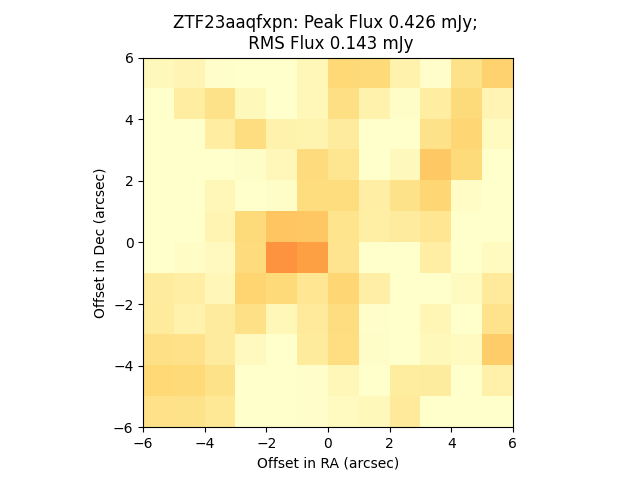 ZTF23aaqfxpn: Peak Flux 0.426 mJy;
RMS Flux 0.143 mJy
6
4
2
0
−2
−4
−6
Offset in Dec (arcsec)
−6 −4 −2 0 2 4 6
Offset in RA (arcsec)